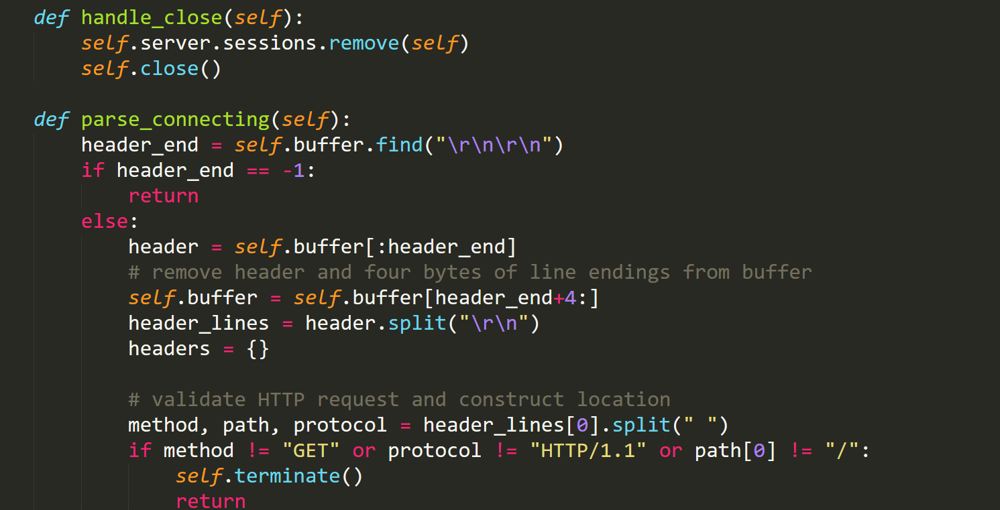 def handle_close(self):
    self.server.sessions.remove(self)
    self.close()

def parse_connecting(self):
    header_end = self.buffer.find("\r\n\r\n")
    if header_end == -1:
        return
    else:
        header = self.buffer[:header_end]
        # remove header and four bytes of line endings from buffer
        self.buffer = self.buffer[header_end+4:]
        header_lines = header.split("\r\n")
        headers = {}

        # validate HTTP request and construct location
        method, path, protocol = header_lines[0].split(" ")
        if method != "GET" or protocol != "HTTP/1.1" or path[0] != "/":
            self.terminate()
            return